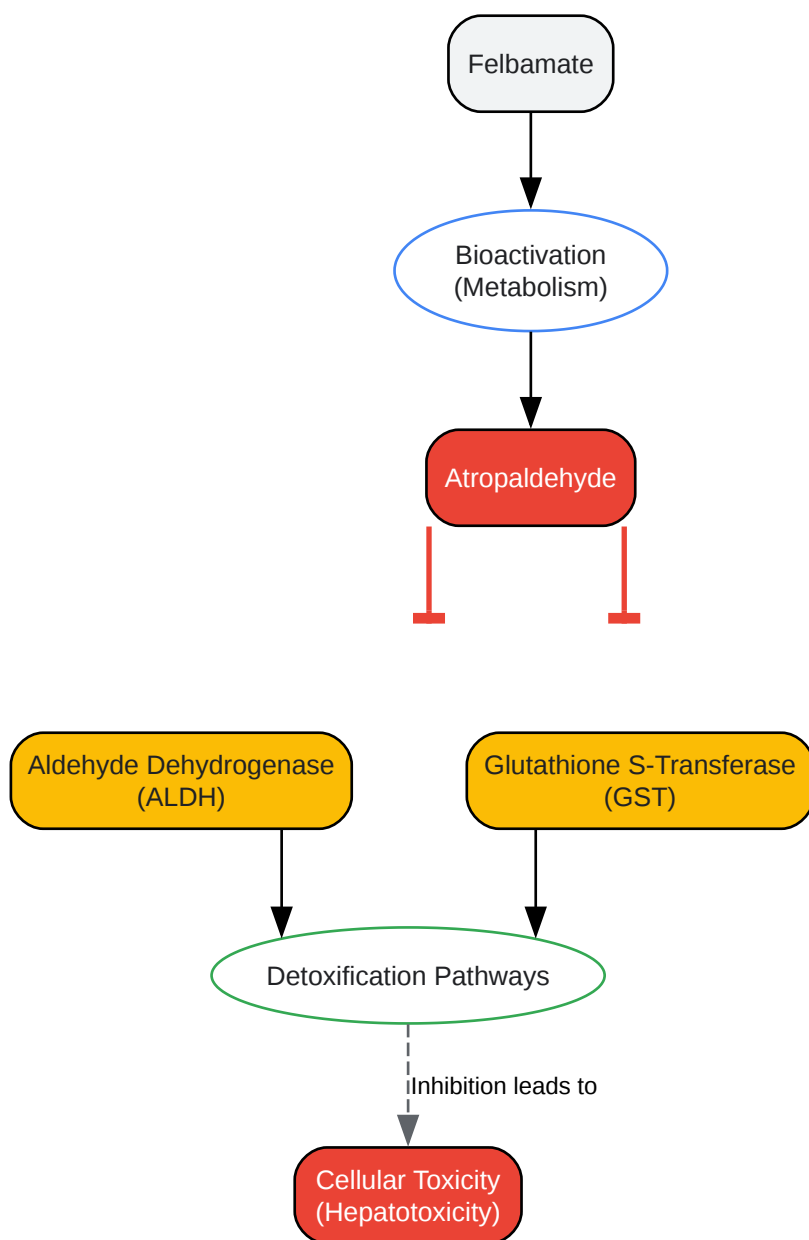 Felbamate
Bioactivation
(Metabolism)
Atropaldehyde
Aldehyde Dehydrogenase
(ALDH)
Glutathione S-Transferase
(GST)
Detoxification Pathways
Inhibition leads to
Cellular Toxicity
(Hepatotoxicity)